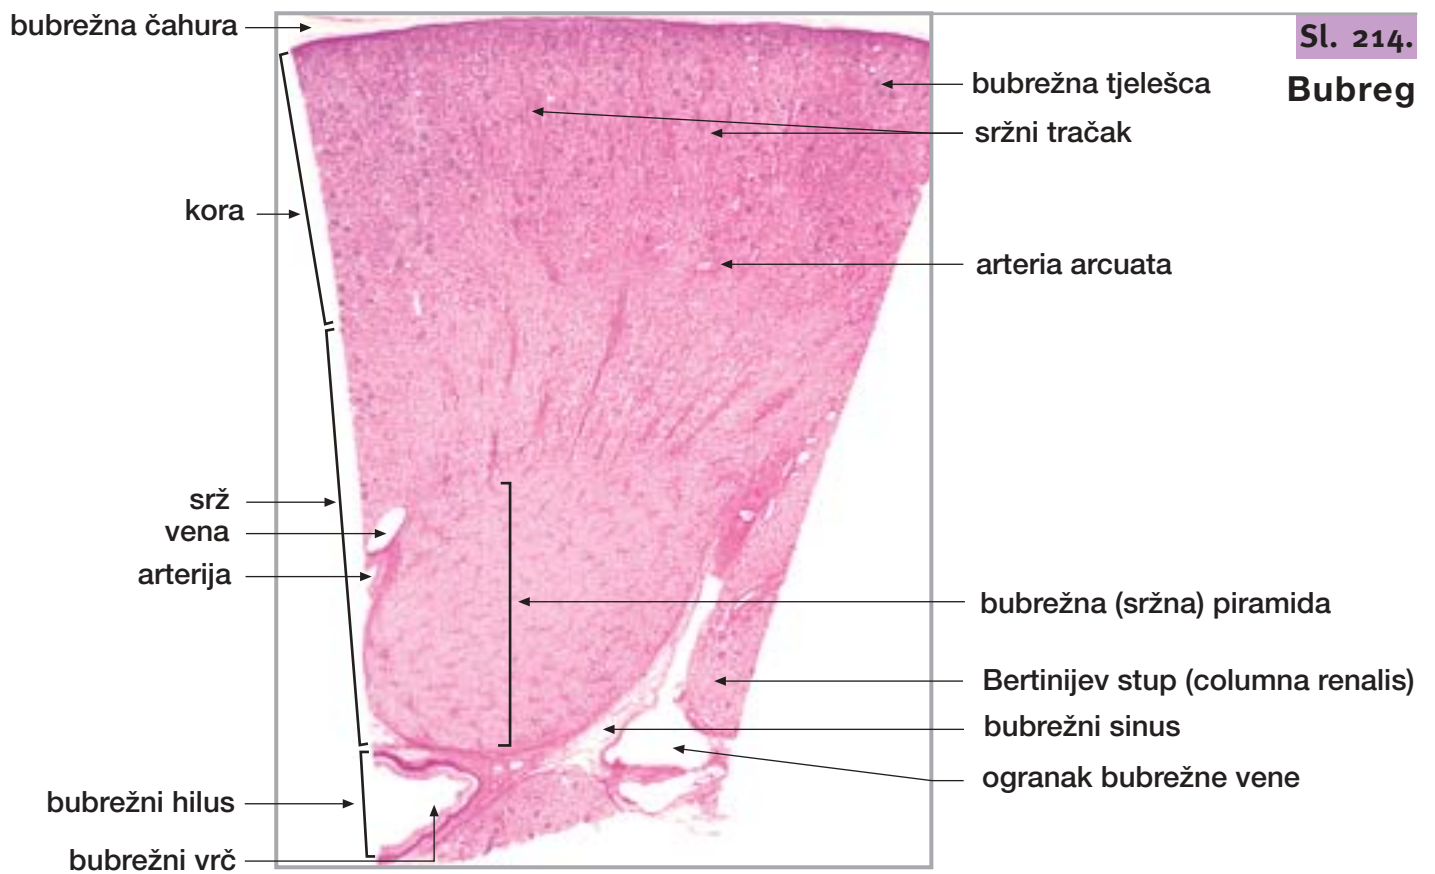 Sl. 214.
Bubreg
bubrežna čahura
kora
srž
vena
arterija
bubrežni hilus
bubrežni vrč
bubrežna tjelešca
sržni tračak
arteria arcuata
bubrežna (sržna) piramida
Bertinijev stup (columna renalis)
bubrežni sinus
ogranak bubrežne vene